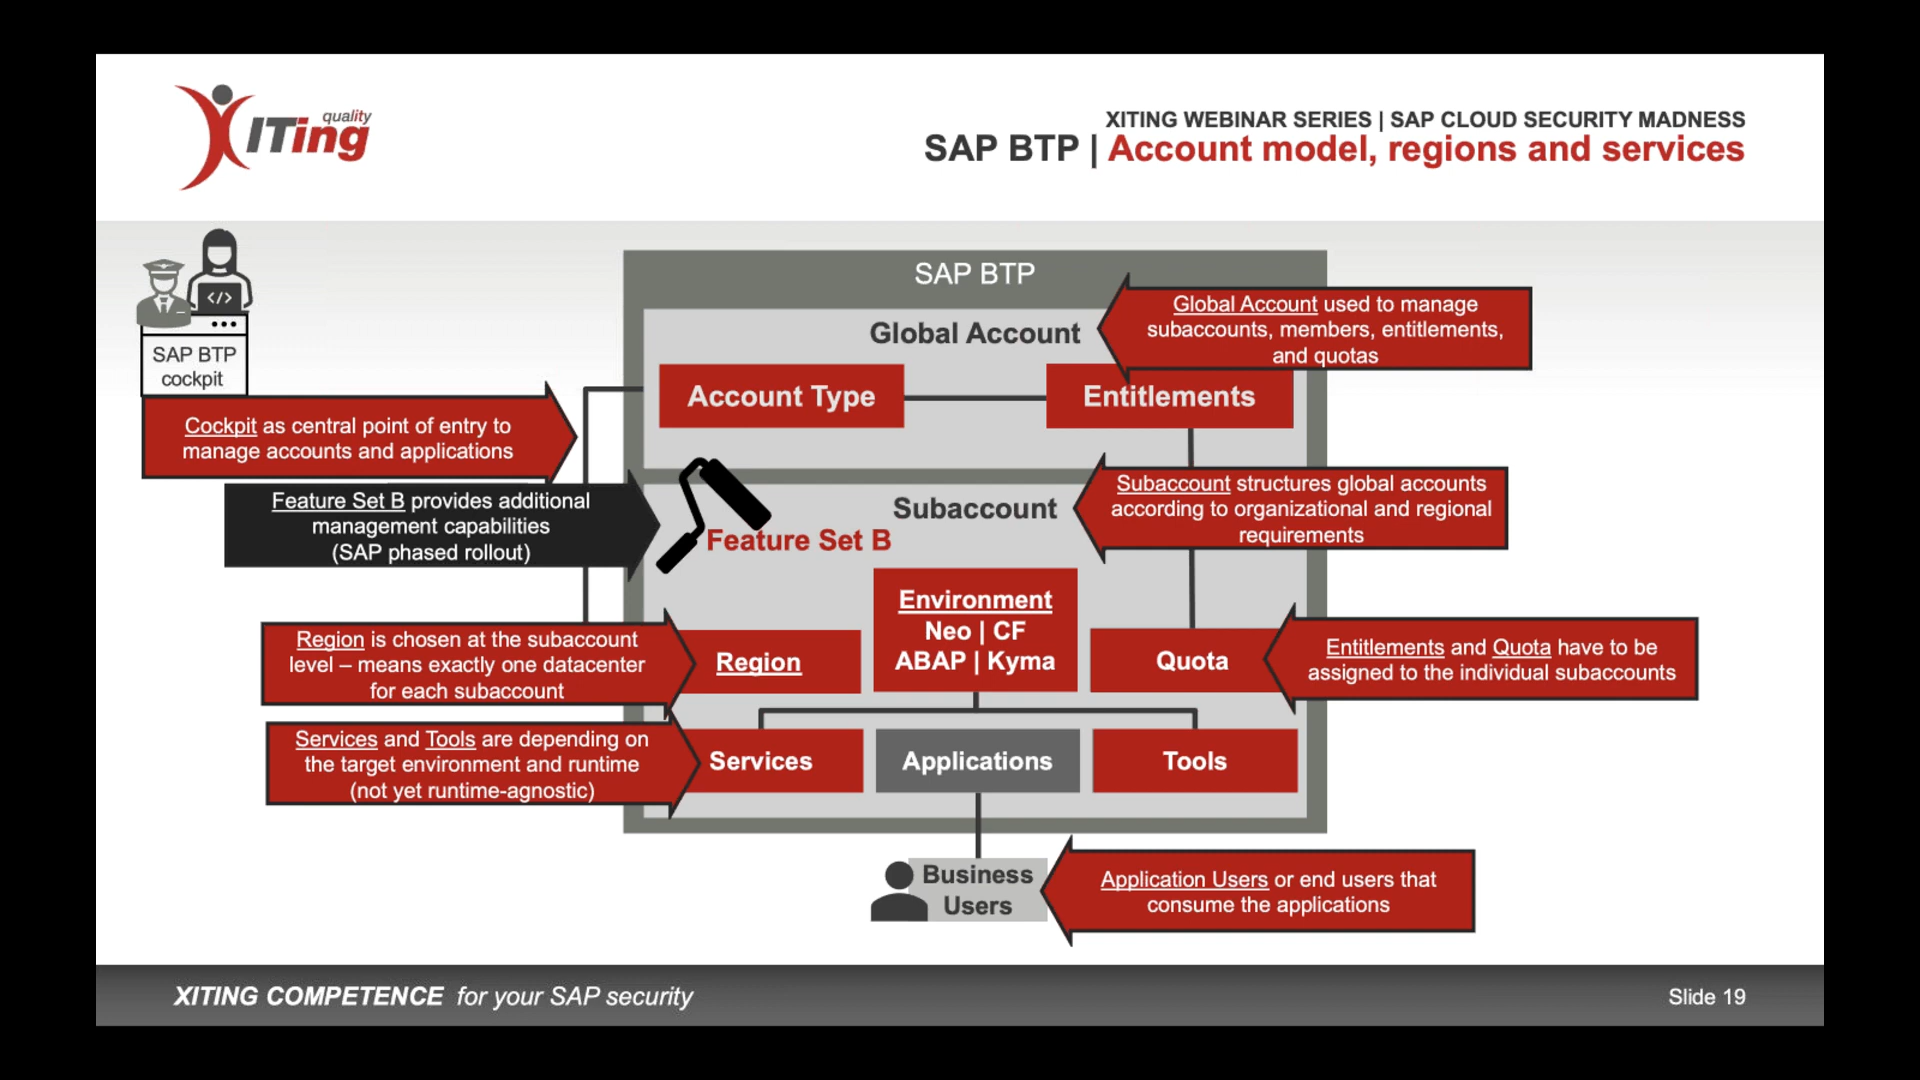 quality
XITing
XITING WEBINAR SERIES | SAP CLOUD SECURITY MADNESS
SAP BTP | Account model, regions and services
</>
SAP BTP
cockpit
Cockpit as central point of entry to
manage accounts and applications
Feature Set B provides additional
management capabilities
(SAP phased rollout)
Region is chosen at the subaccount
level – means exactly one datacenter
for each subaccount
Services and Tools are depending on
the target environment and runtime
(not yet runtime-agnostic)
SAP BTP
Global Account
Account Type
Entitlements
Global Account used to manage
subaccounts, members, entitlements,
and quotas
Subaccount
Feature Set B
Subaccount structures global accounts
according to organizational and regional
requirements
Environment
Neo | CF
ABAP | Kyma
Region
Quota
Entitlements and Quota have to be
assigned to the individual subaccounts
Services
Applications
Tools
Business
Users
Application Users or end users that
consume the applications
XITING COMPETENCE for your SAP security
Slide 19